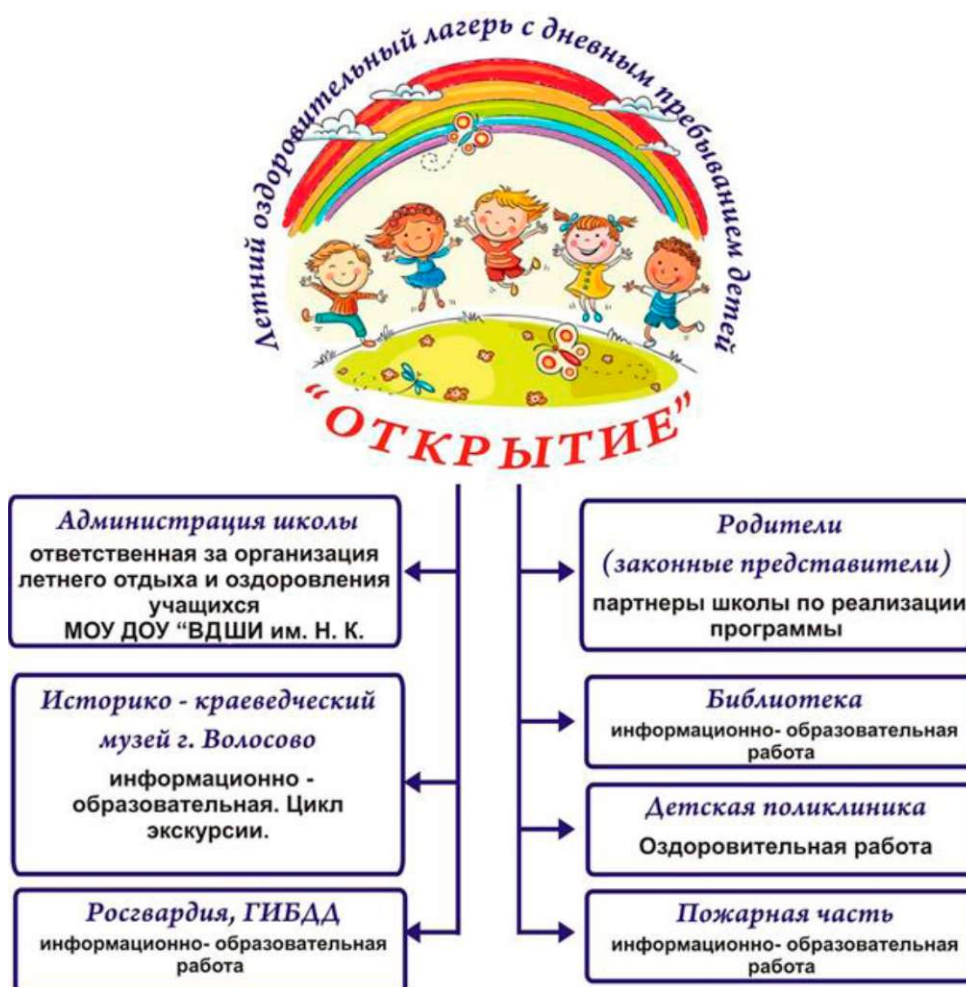 Летний оздоровительный лагерь с дневным пребыванием детей
"ОТКРЫТИЕ"
Администрация школы
ответственная за организация
летнего отдыха и оздоровления
учащихся
МОУ ДОУ "ВДШИ им. Н. К.
Историко - краеведческий
музей г. Волосово
информационно -
образовательная. Цикл
экскурсии.
Росгвардия, ГИБДД
информационно- образовательная
работа
Родители
(законные представители)
партнеры школы по реализации
программы
Библиотека
информационно- образовательная
работа
Детская поликлиника
Оздоровительная работа
Пожарная часть
информационно- образовательная
работа